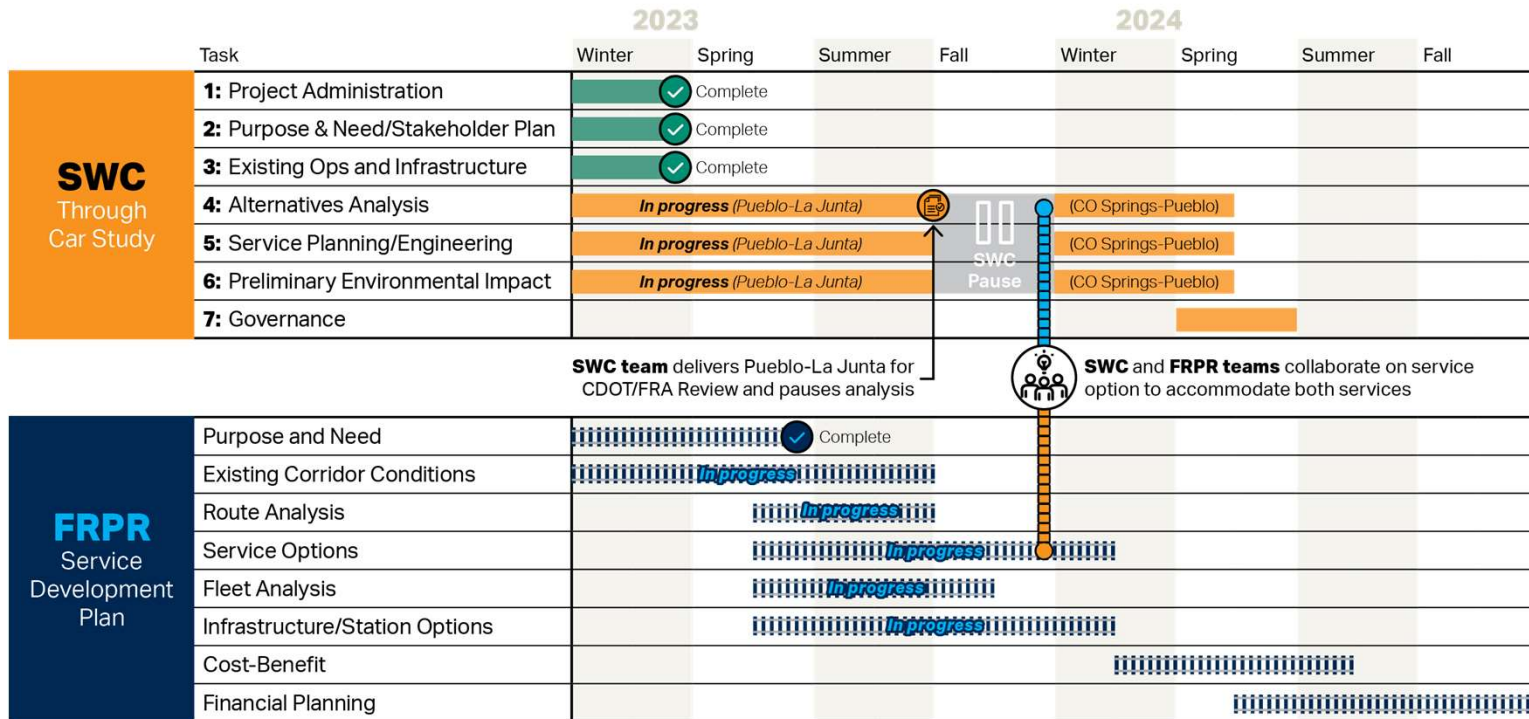 2023 2024
Task Winter Spring Summer Fall Winter Spring Summer Fall
SWC
Through
Car Study
1: Project Administration Complete
2: Purpose & Need/Stakeholder Plan Complete
3: Existing Ops and Infrastructure Complete
4: Alternatives Analysis In progress (Pueblo-La Junta) (CO Springs-Pueblo)
5: Service Planning/Engineering In progress (Pueblo-La Junta) (CO Springs-Pueblo)
6: Preliminary Environmental Impact In progress (Pueblo-La Junta) (CO Springs-Pueblo)
SWC
Pause
7: Governance
SWC team delivers Pueblo-La Junta for
CDOT/FRA Review and pauses analysis
SWC and FRPR teams collaborate on service
option to accommodate both services
FRPR
Service
Development
Plan
Purpose and Need Complete
Existing Corridor Conditions In progress
Route Analysis In progress
Service Options In progress
Fleet Analysis In progress
Infrastructure/Station Options In progress
Cost-Benefit
Financial Planning